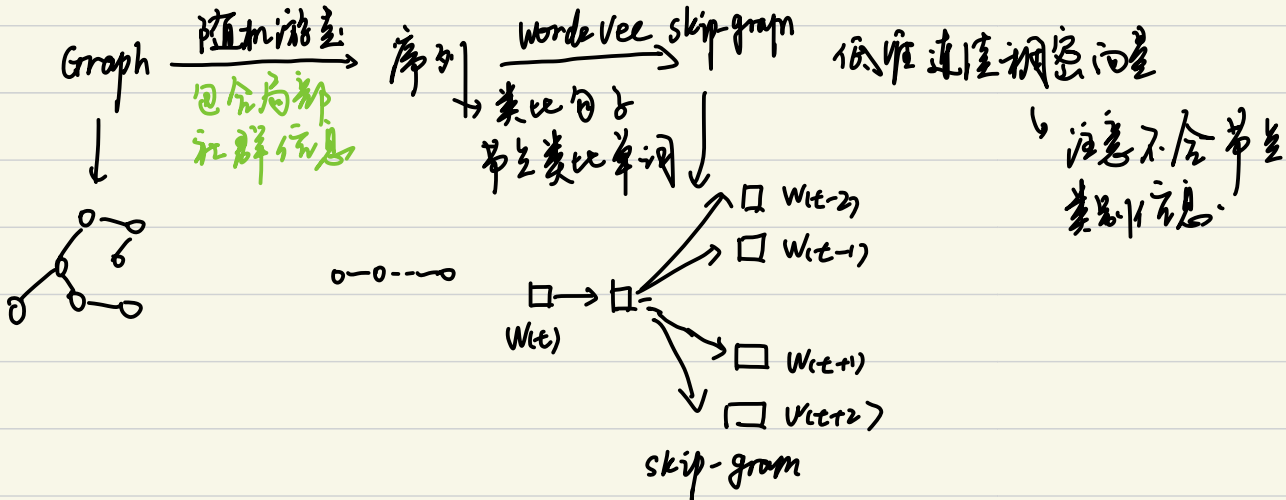 Graph
随机游走
包含局部
社群信息
序列
worde vec skip-gram
类比句子
节点类比单词
低维连续稠密向量
注意不含节点
类别信息.
W(t)
W(t-2)
W(t-1)
W(t+1)
W(t+2)
skip-gram